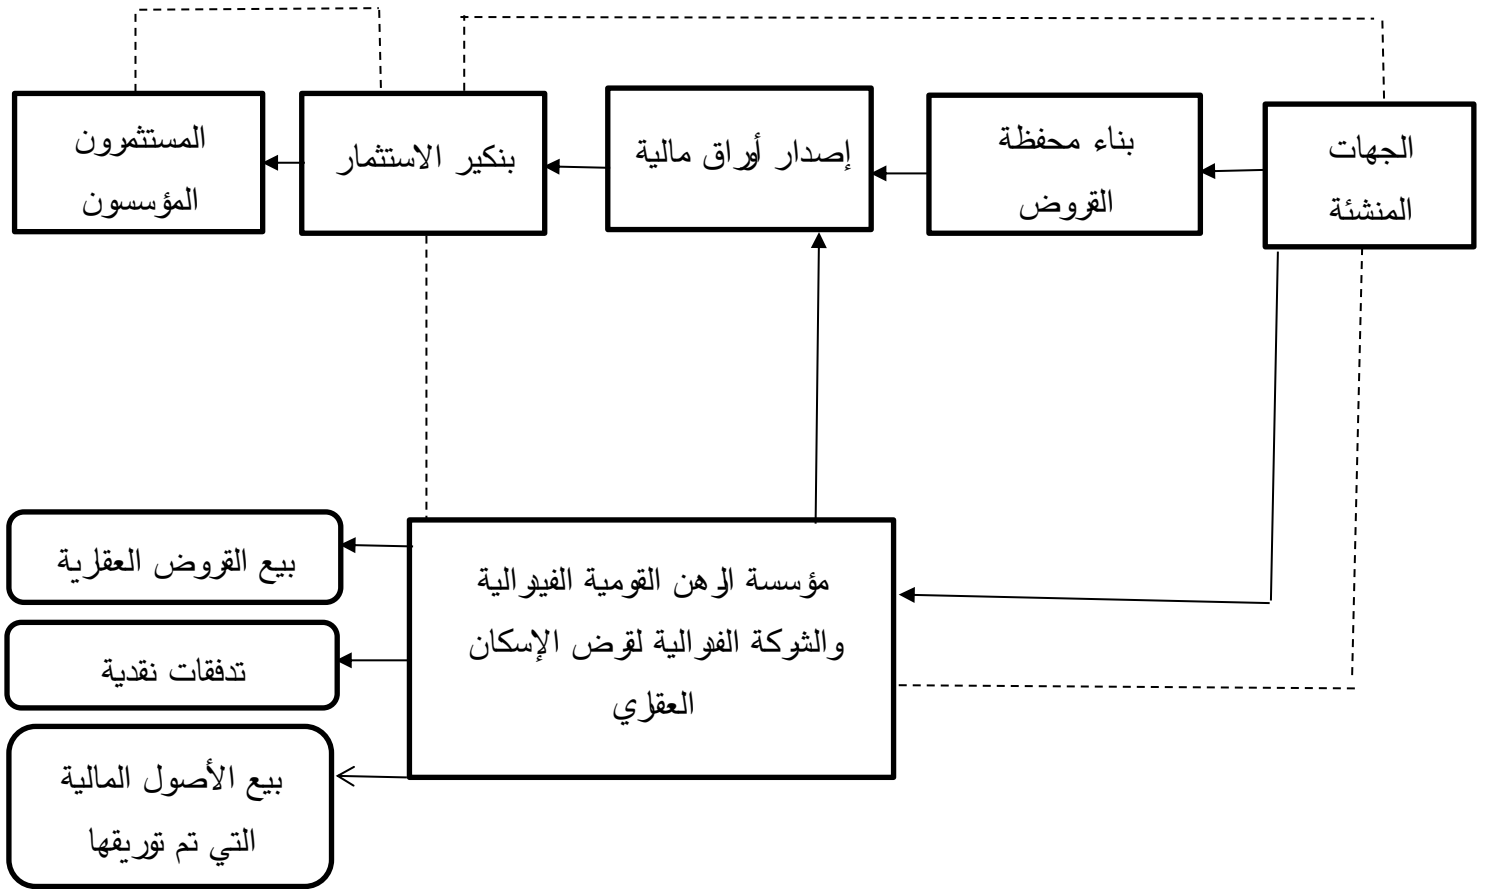 الجهات
المنشئة
بناء محفظة
القروض
إصدار أوراق مالية
بنكير الاستثمار
المستثمرون
المؤسسون
مؤسسة الرهن القومية الفيدرالية
والشركة الفدرالية لقرض الإسكان
العقاري
بيع القروض العقارية
تدفقات نقدية
بيع الأصول المالية
التي تم توريقها